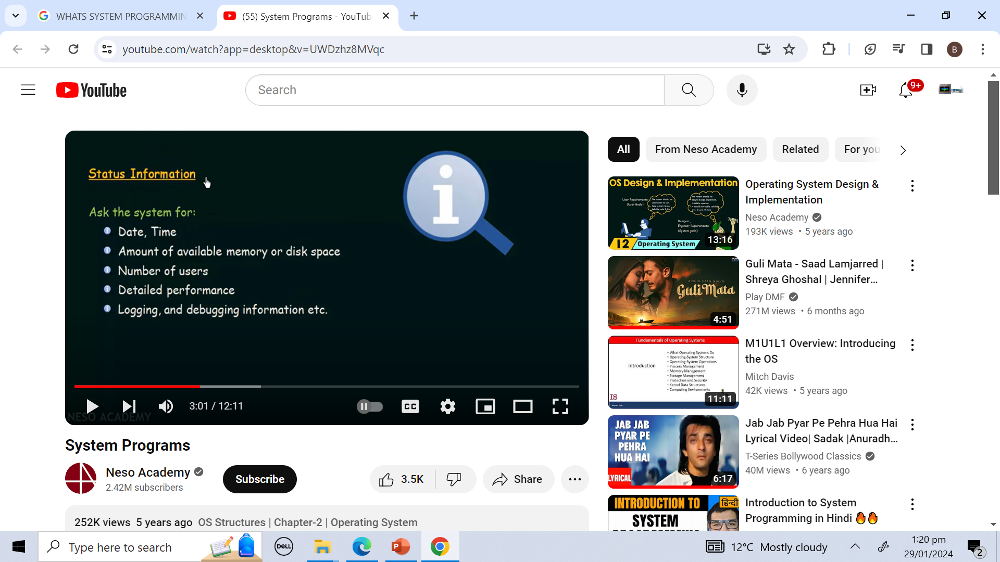 WHATS SYSTEM PROGRAMMIN
(55) System Programs - YouTub
youtube.com/watch?app=desktop&v=UWDzhz8MVqc
B
YouTube
Search
9+
Status Information
Ask the system for:
Date, Time
Amount of available memory or disk space
Number of users
Detailed performance
Logging, and debugging information etc.
NESO ACADEMY
3:01 / 12:11
CC
System Programs
Neso Academy
2.42M subscribers
Subscribe
3.5K
Share
252K views 5 years ago OS Structures | Chapter-2 | Operating System
All
From Neso Academy
Related
For you
OS Design & Implementation
12 Operating System
13:16
Operating System Design &
Implementation
Neso Academy
193K views • 5 years ago
Guli Mata
4:51
Guli Mata - Saad Lamjarred |
Shreya Ghoshal | Jennifer...
Play DMF
271M views • 6 months ago
Fundamentals of Operating Systems
Introduction
• What Operating Systems Do
• Operating-System Structure
• Operating-System Operations
• Process Management
• Memory Management
• Storage Management
• Protection and Security
• Kernel Data Structures
• Computing Environments
IS
11:11
M1U1L1 Overview: Introducing
the OS
Mitch Davis
42K views • 5 years ago
JAB JAB
PYAR PE
PEHRA
HUA HAI
LYRICAL
6:17
Jab Jab Pyar Pe Pehra Hua Hai
Lyrical Video| Sadak |Anuradh...
T-Series Bollywood Classics
40M views • 6 years ago
INTRODUCTION TO
हिन्दी
SYSTEM
Introduction to System
Programming in Hindi 🔥🔥
Type here to search
DELL
P
12°C Mostly cloudy
1:20 pm
29/01/2024
2